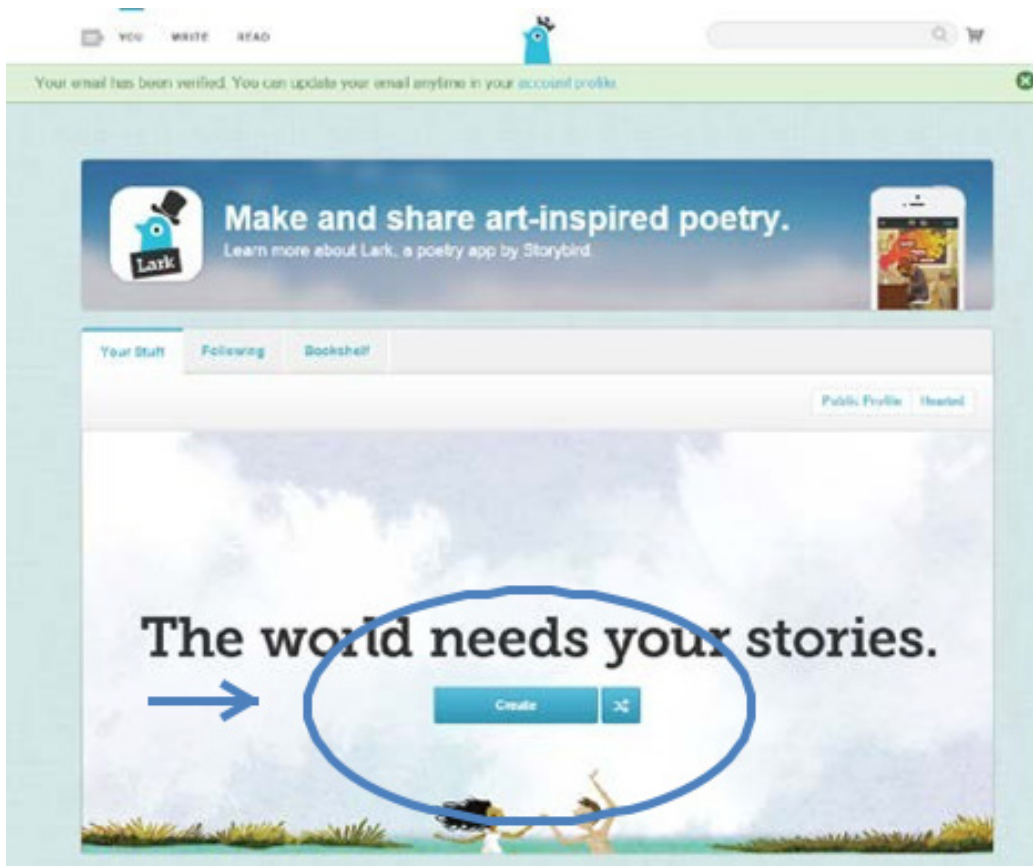 YOU WRITE READ
Your email has been verified. You can update your email anytime in your account profile.
Make and share art-inspired poetry.
Learn more about Lark, a poetry app by Storybird.
Lark
Your Stuff Following Bookshelf
Public Profile Hearted
The world needs your stories.
Create